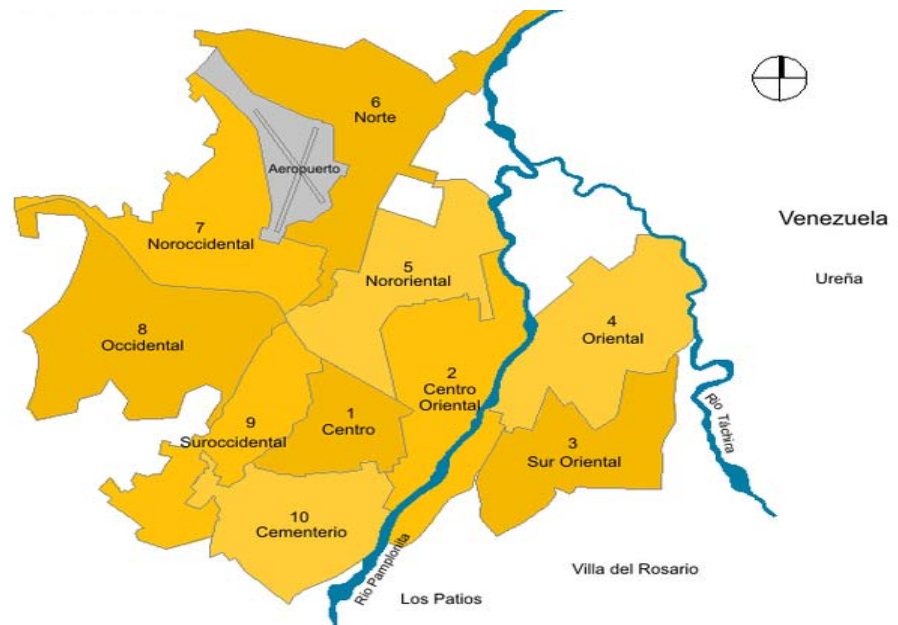 6
Norte
Aeropuerto
7
Noroccidental
Venezuela
Ureña
5
Nororiental
8
Occidental
4
Oriental
2
Centro
Oriental
9
Suroccidental
1
Centro
3
Sur Oriental
Rio Táchira
10
Cementerio
Rio Pamplonita
Villa del Rosario
Los Patios